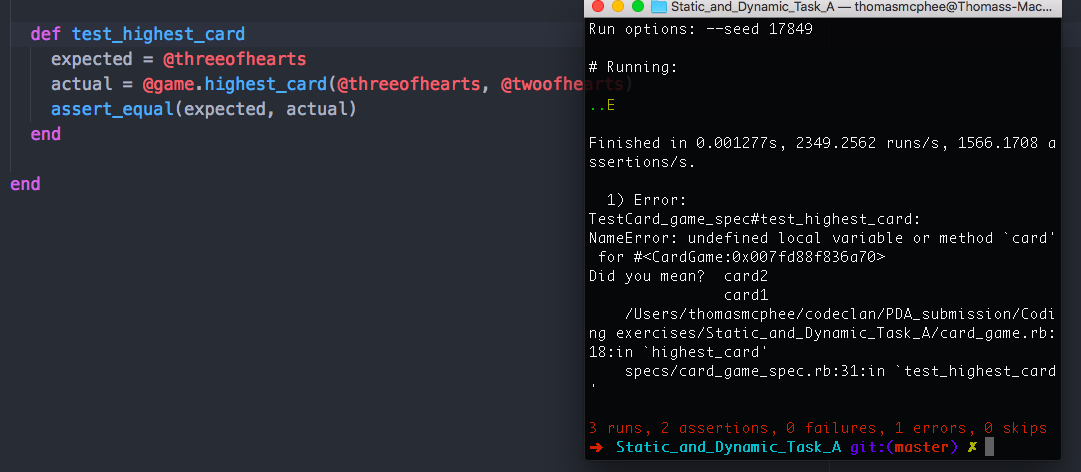 def test_highest_card
expected = @threeofhearts
actual = @game.highest_card(@threeofhearts, @twofhearts)
assert_equal(expected, actual)
end
end
Static_and_Dynamic_Task_A — thomasmcphee@Thomass-Mac...
Run options: --seed 17849
# Running:
..E
Finished in 0.001277s, 2349.2562 runs/s, 1566.1708 a
ssertions/s.
1) Error:
TestCard_game_spec#test_highest_card:
NameError: undefined local variable or method `card'
for #<CardGame:0x007fd88f836a70>
Did you mean?  card2
card1
/Users/thomasmcphee/codeclan/PDA_submission/Codi
ng exercises/Static_and_Dynamic_Task_A/card_game.rb:
18:in `highest_card'
specs/card_game_spec.rb:31:in `test_highest_card
'
3 runs, 2 assertions, 0 failures, 1 errors, 0 skips
➜ Static_and_Dynamic_Task_A git:(master) ✗